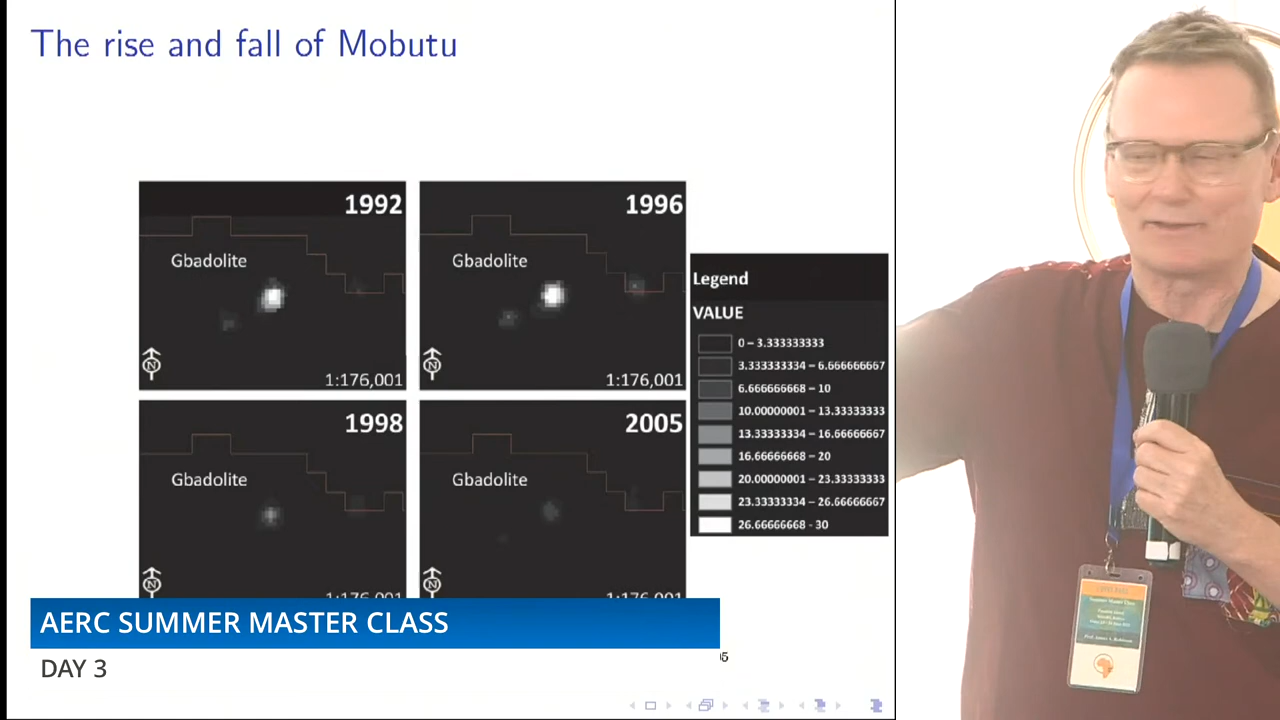 The rise and fall of Mobutu
1992
Gbadolite
1:176,001
1996
Gbadolite
1:176,001
Legend
VALUE
0 – 3.333333333
3.333333334 – 6.666666667
6.666666668 – 10
10.00000001 – 13.33333333
13.33333334 – 16.66666667
16.66666668 – 20
20.00000001 – 23.33333333
23.33333334 – 26.66666667
26.66666668 - 30
1998
Gbadolite
2005
Gbadolite
AERC SUMMER MASTER CLASS
DAY 3